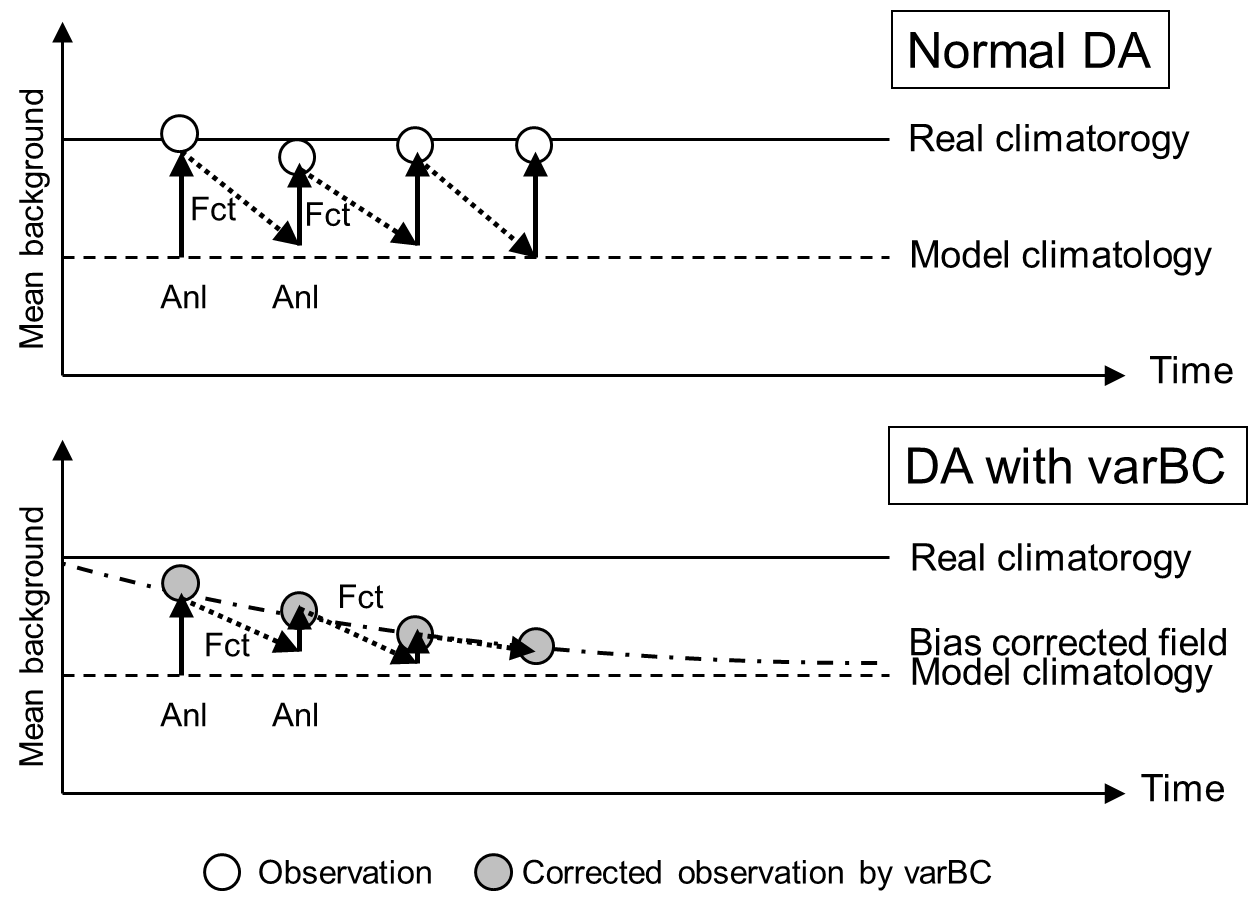 Normal DA
Mean background
Real climatorogy
Fct
Fct
Model climatology
Anl
Anl
Time
DA with varBC
Mean background
Real climatorogy
Fct
Fct
Bias corrected field
Model climatology
Anl
Anl
Time
Observation
Corrected observation by varBC